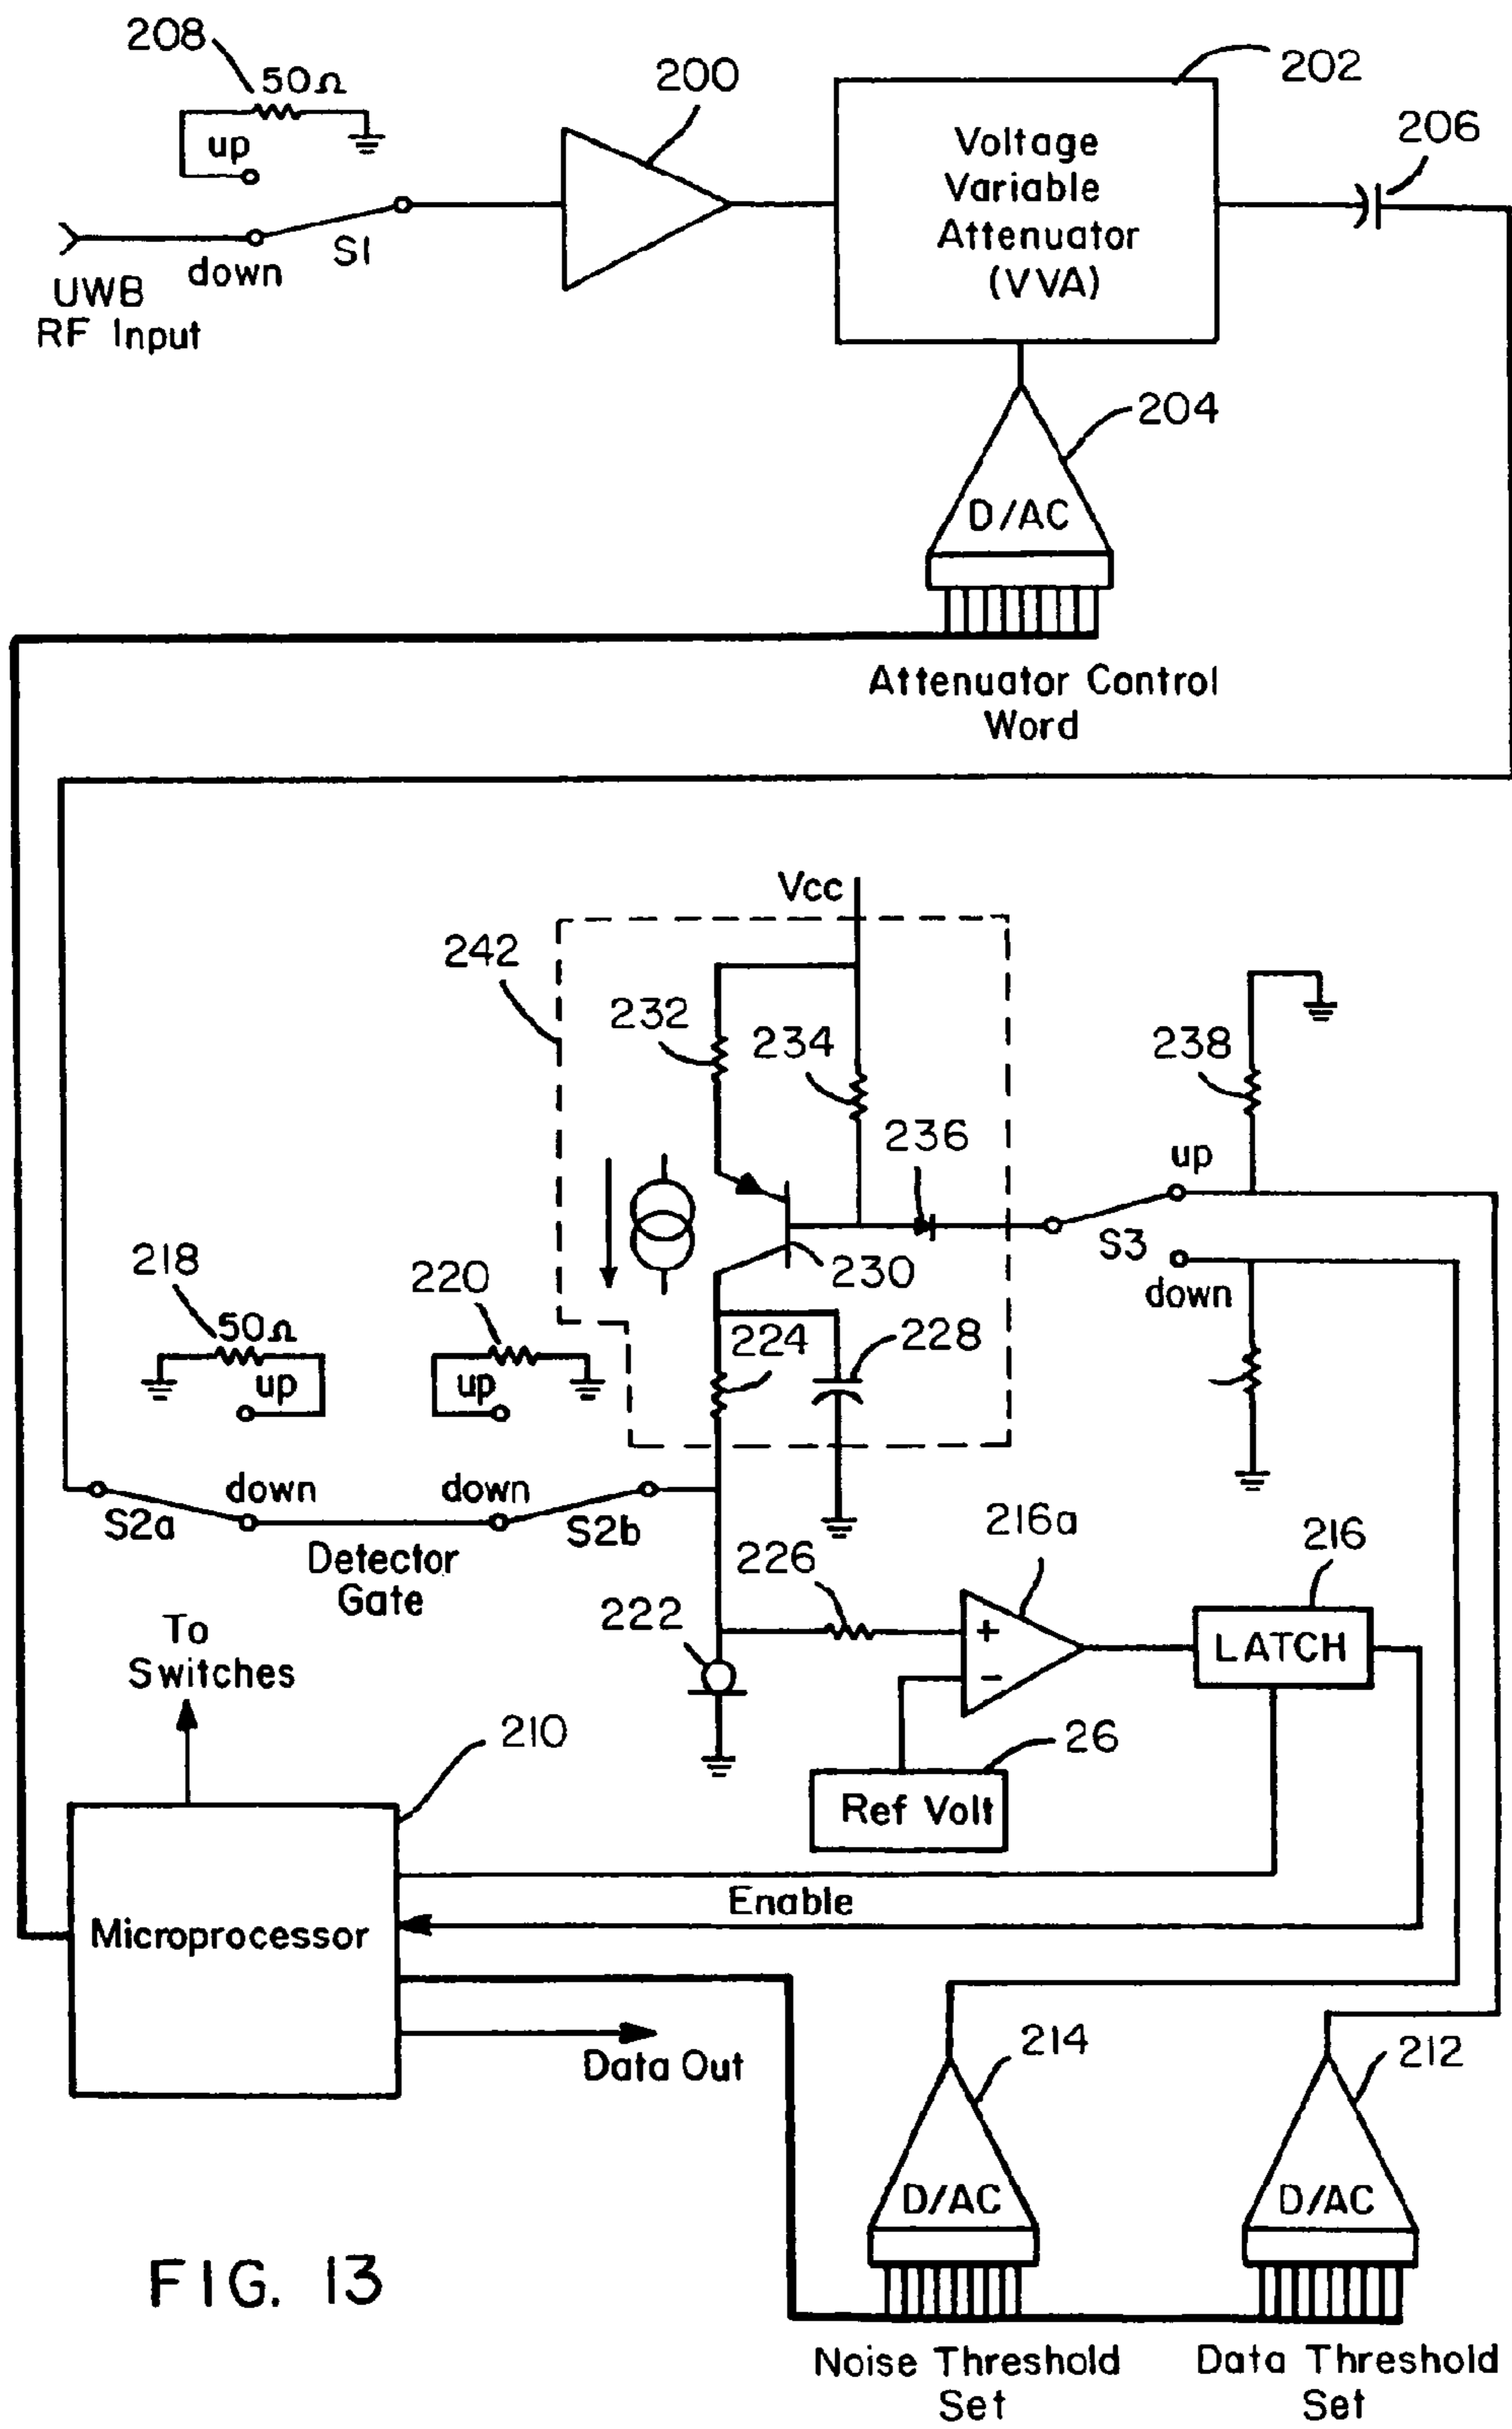 208
50Ω
up
UWB
RF Input
down
S1
200
202
Voltage
Variable
Attenuator
(VVA)
206
204
D/AC
Attenuator Control
Word
Vcc
242
232
234
236
230
238
up
S3
down
218
50Ω
up
220
up
224
228
S2a
down
down
S2b
Detector
Gate
226
216a
216
222
+
-
LATCH
26
Ref Volt
To
Switches
210
Microprocessor
Enable
Data Out
214
212
D/AC
D/AC
Noise Threshold
Set
Data Threshold
Set
FIG. 13